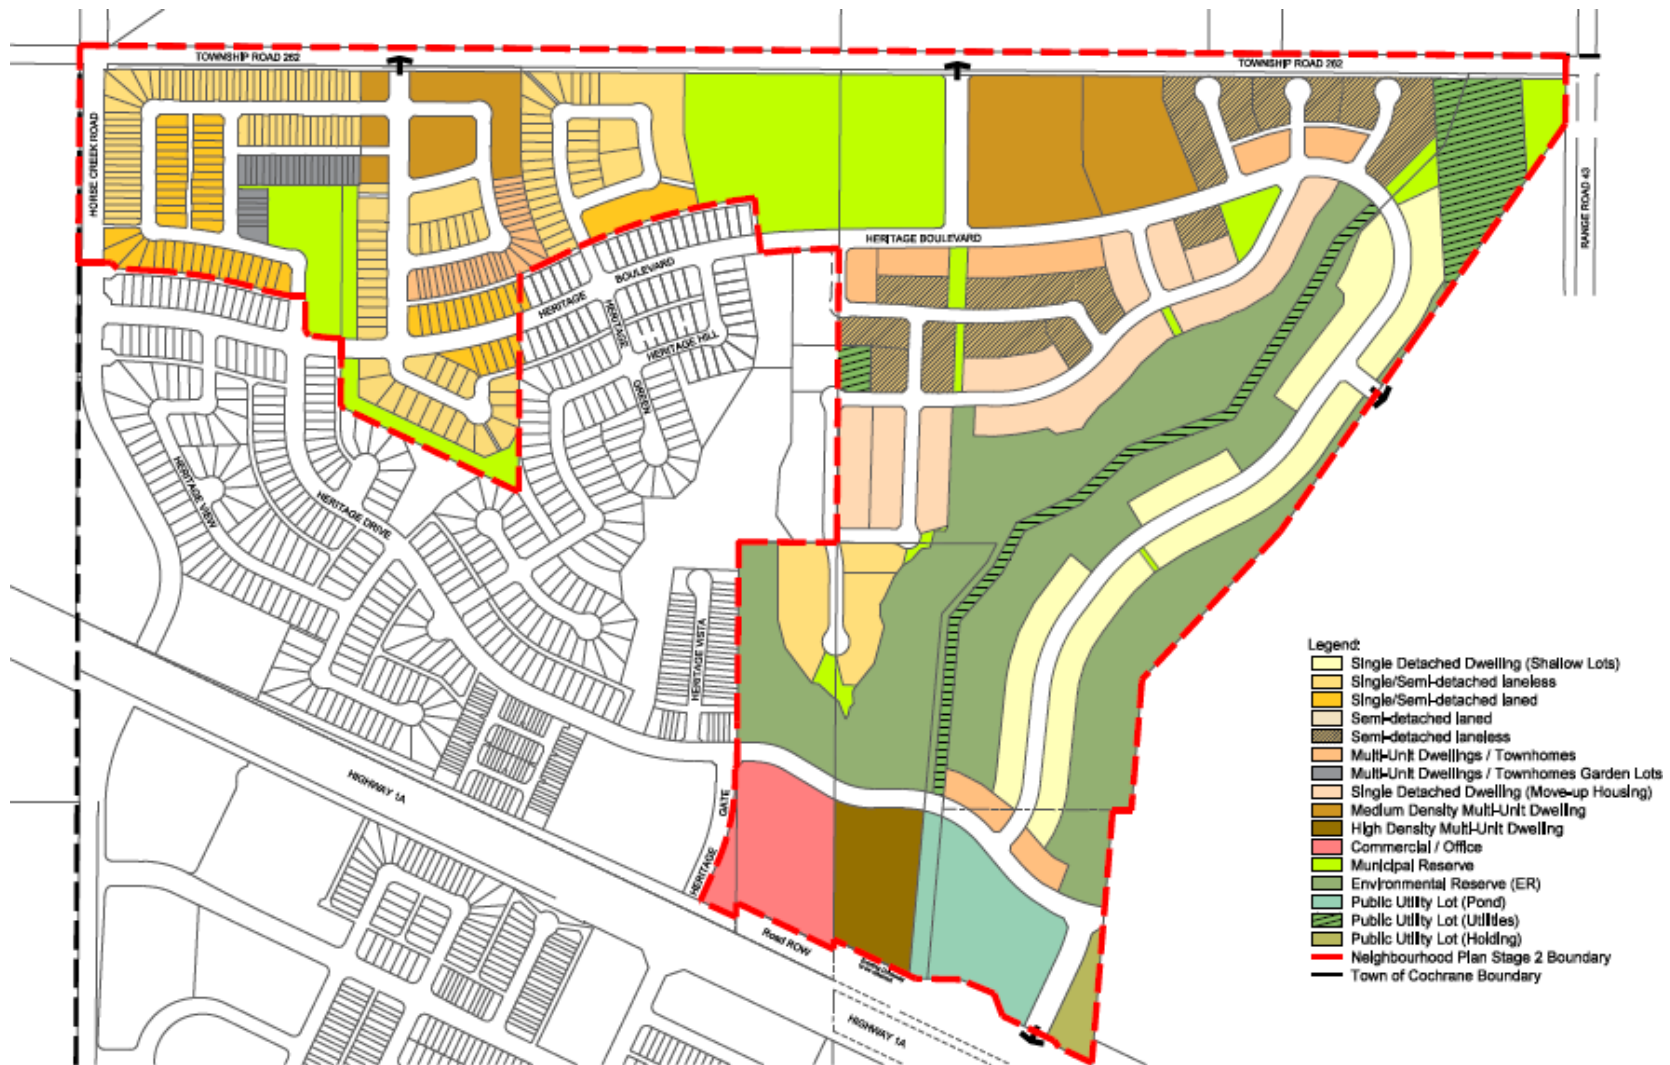 TOWNSHIP ROAD 262
TOWNSHIP ROAD 262
HORSE CREEK ROAD
RANGE ROAD 43
HERITAGE BOULEVARD
HERITAGE BOULEVARD
HERITAGE GREEN
HERITAGE HILL
HERITAGE VIEW
HERITAGE DRIVE
HERITAGE VISTA
HERITAGE GATE
HIGHWAY 1A
Road ROW
HIGHWAY 1A
Legend:
Single Detached Dwelling (Shallow Lots)
Single/Semi-detached laneless
Single/Semi-detached laned
Semi-detached laned
Semi-detached laneless
Multi-Unit Dwellings / Townhomes
Multi-Unit Dwellings / Townhomes Garden Lots
Single Detached Dwelling (Move-up Housing)
Medium Density Multi-Unit Dwelling
High Density Multi-Unit Dwelling
Commercial / Office
Municipal Reserve
Environmental Reserve (ER)
Public Utility Lot (Pond)
Public Utility Lot (Utilities)
Public Utility Lot (Holding)
Neighbourhood Plan Stage 2 Boundary
Town of Cochrane Boundary